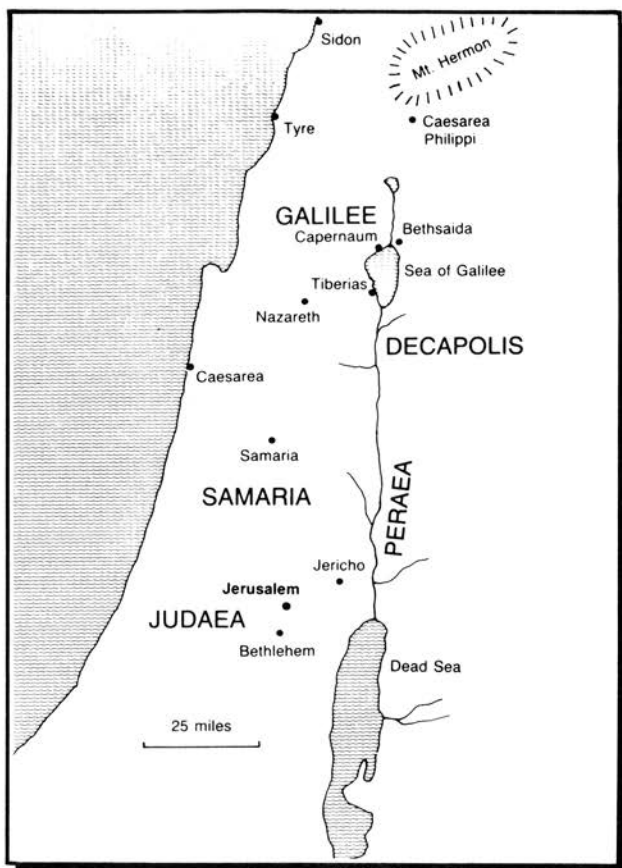 Sidon
Mt. Hermon
Tyre
Caesarea
Philippi
GALILEE
Capernaum
Bethsaida
Sea of Galilee
Tiberias
Nazareth
DECAPOLIS
Caesarea
Samaria
SAMARIA
PERAEA
Jericho
Jerusalem
JUDAEA
Bethlehem
Dead Sea
25 miles